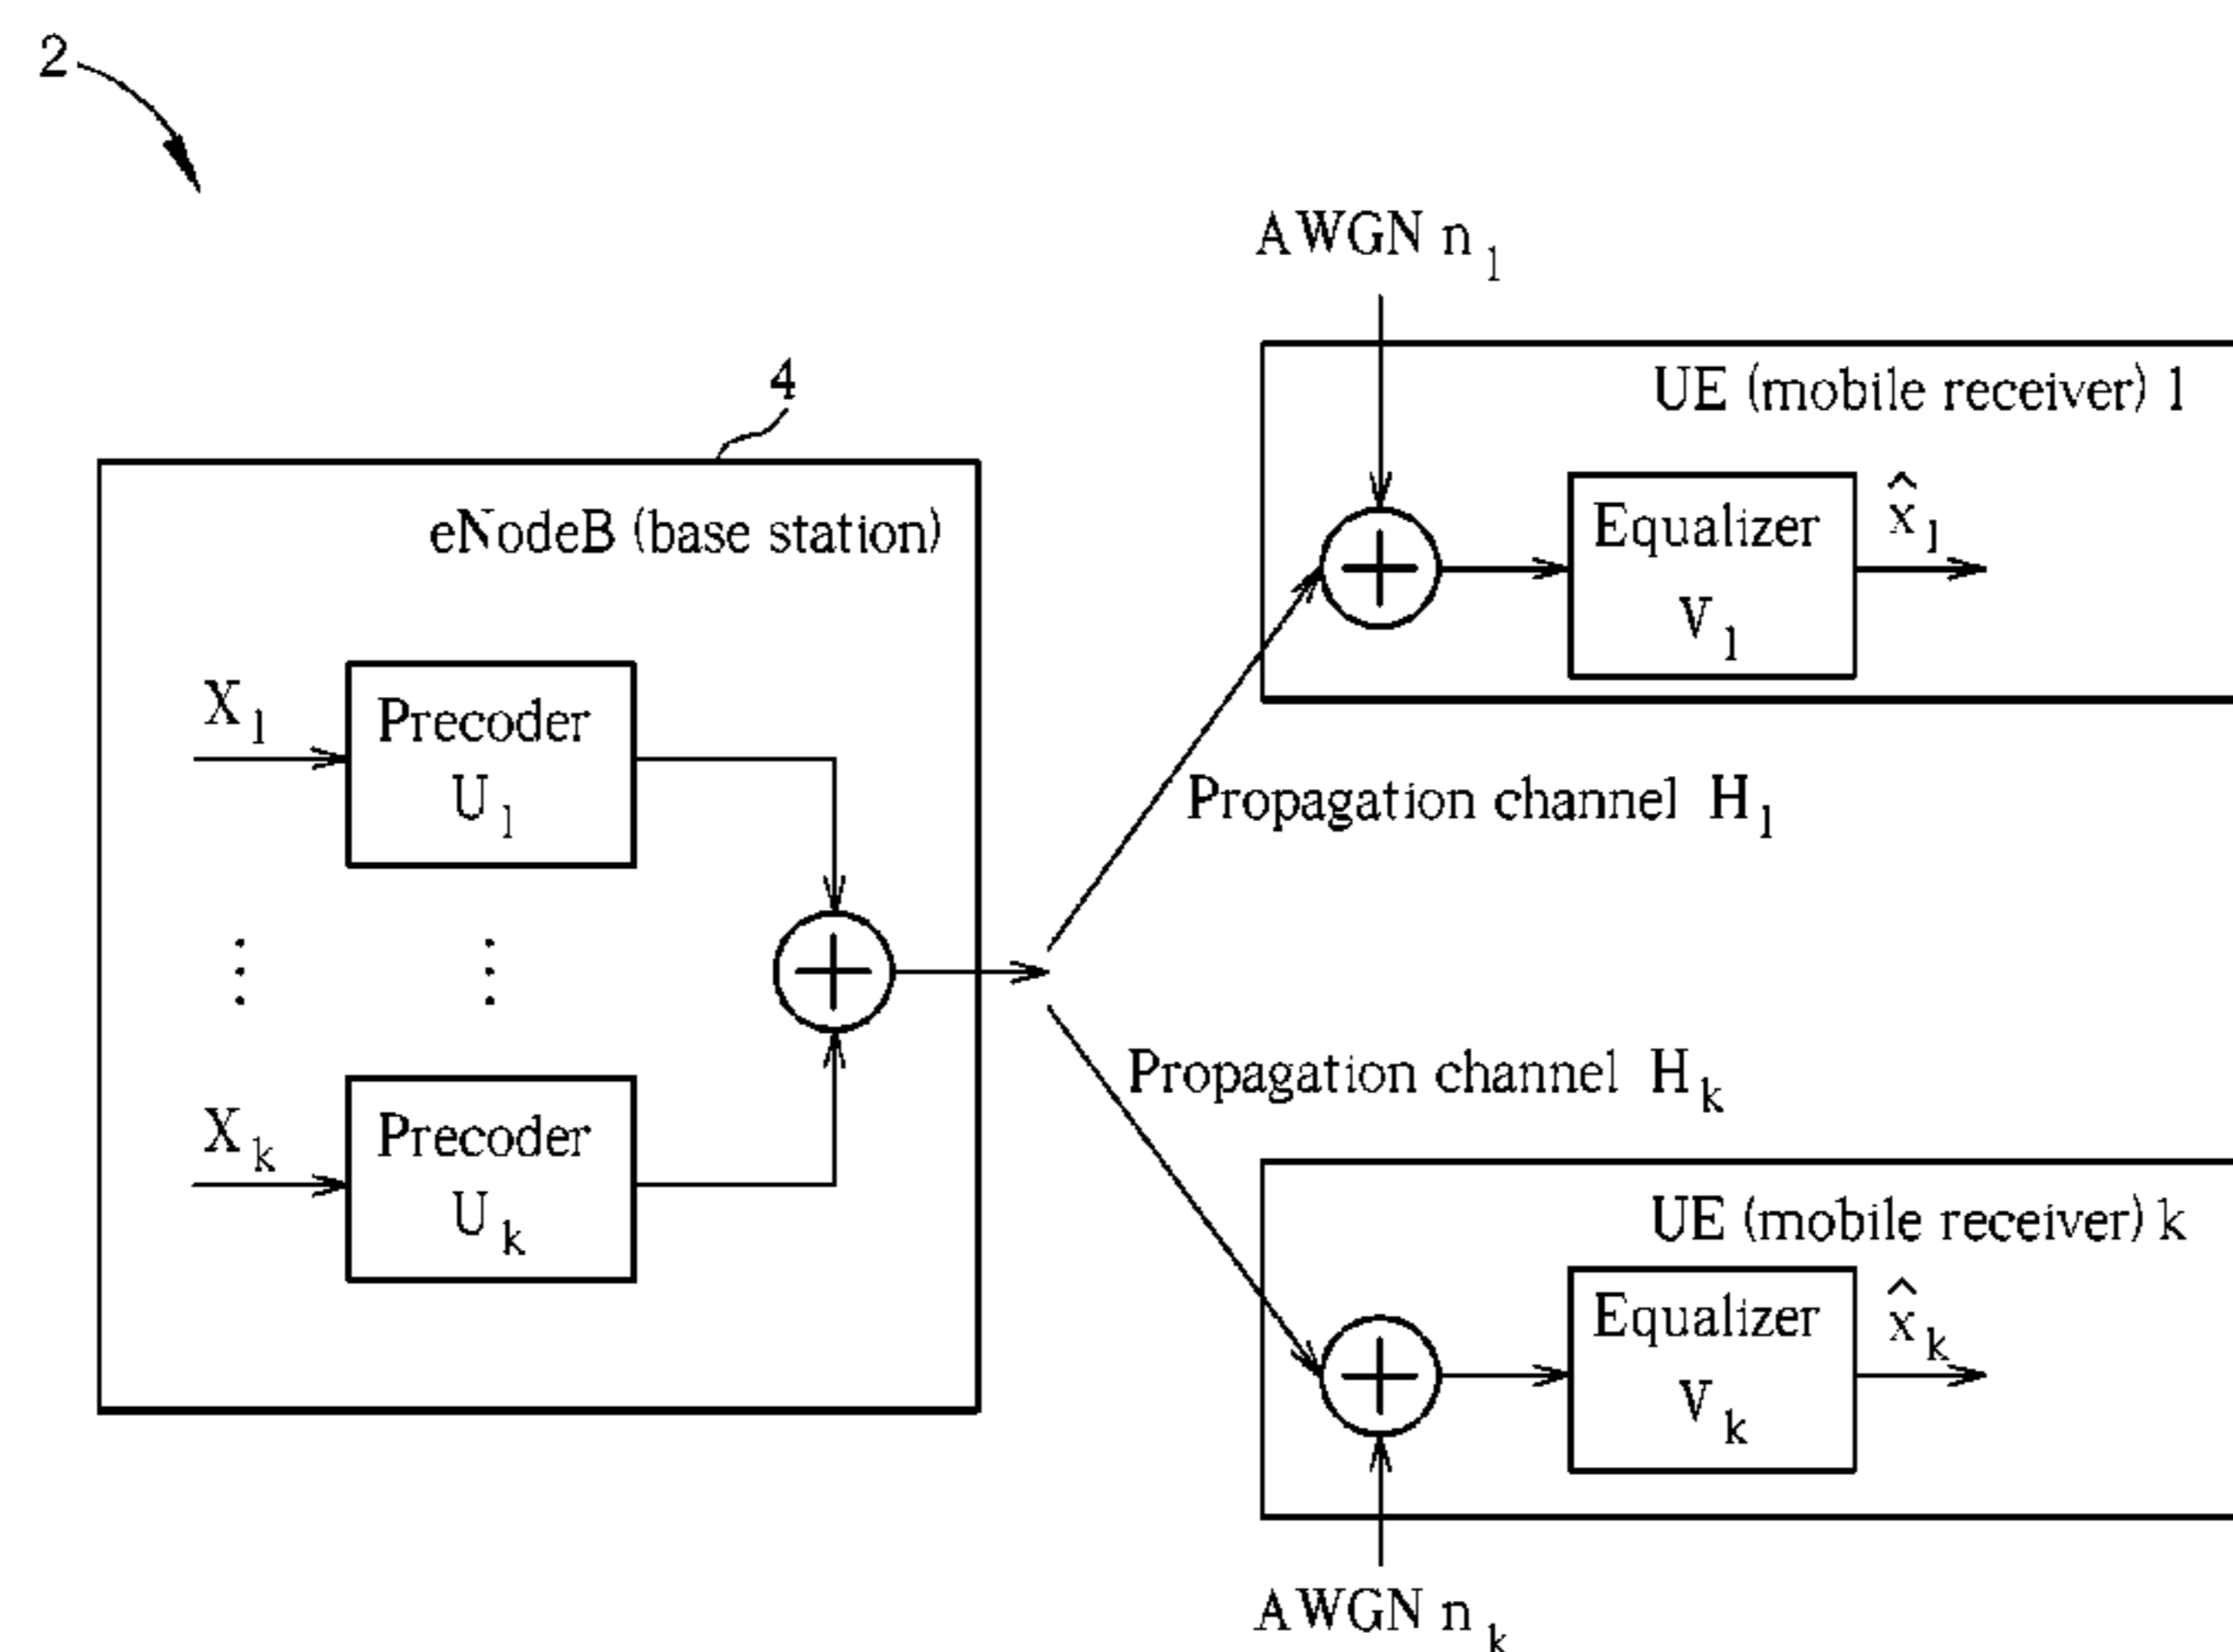 2
AWGN n₁
UE (mobile receiver) 1
4
eNodeB (base station)
Equalizer
V₁
x̂₁
X₁
Precoder
U₁
Propagation channel H₁
⋮ ⋮
Propagation channel Hₖ
Xₖ
Precoder
Uₖ
UE (mobile receiver) k
Equalizer
Vₖ
x̂ₖ
AWGN nₖ